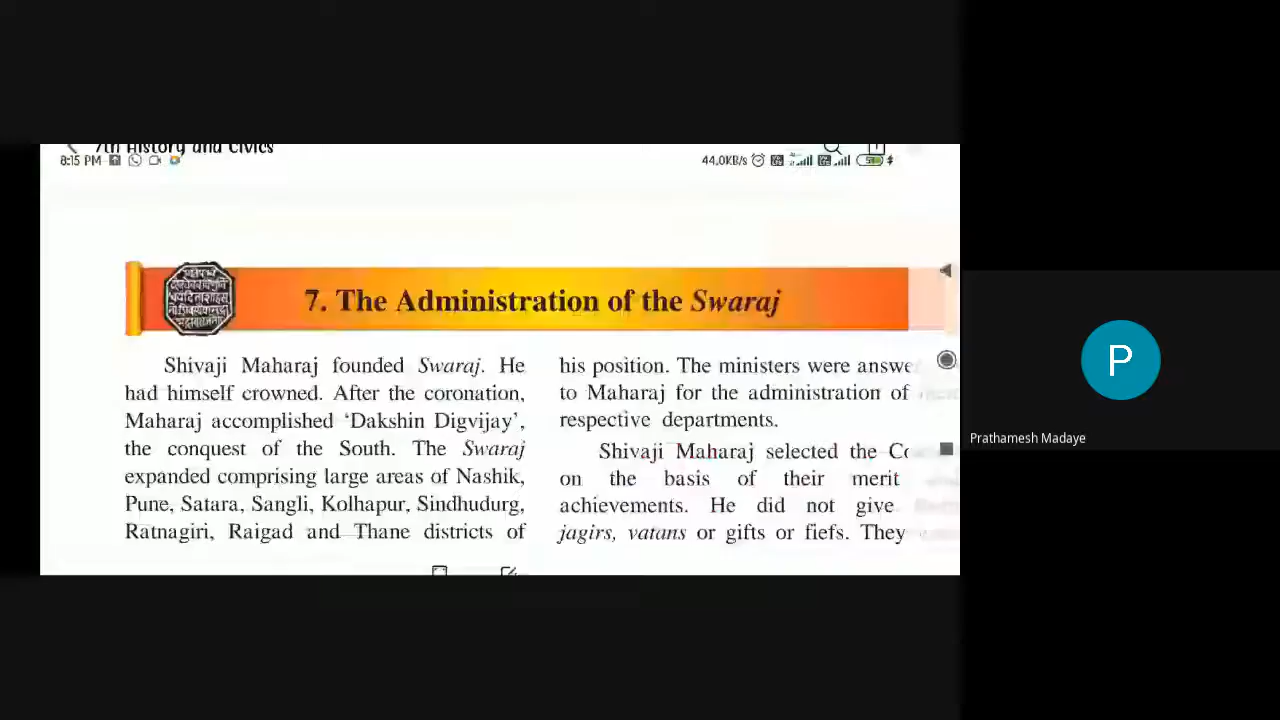 7th History and Civics
8:15 PM
44.0KB/s
7. The Administration of the Swaraj
Shivaji Maharaj founded Swaraj. He
had himself crowned. After the coronation,
Maharaj accomplished ‘Dakshin Digvijay’,
the conquest of the South. The Swaraj
expanded comprising large areas of Nashik,
Pune, Satara, Sangli, Kolhapur, Sindhudurg,
Ratnagiri, Raigad and Thane districts of
his position. The ministers were answe
to Maharaj for the administration of
respective departments.
Shivaji Maharaj selected the Co
on the basis of their merit
achievements. He did not give
jagirs, vatans or gifts or fiefs. They
P
Prathamesh Madaye